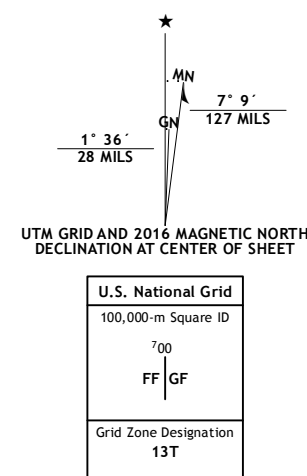 MN
7° 9´
127 MILS
GN
1° 36´
28 MILS
UTM GRID AND 2016 MAGNETIC NORTH
DECLINATION AT CENTER OF SHEET
U.S. National Grid
100,000-m Square ID
700
FF GF
Grid Zone Designation
13T